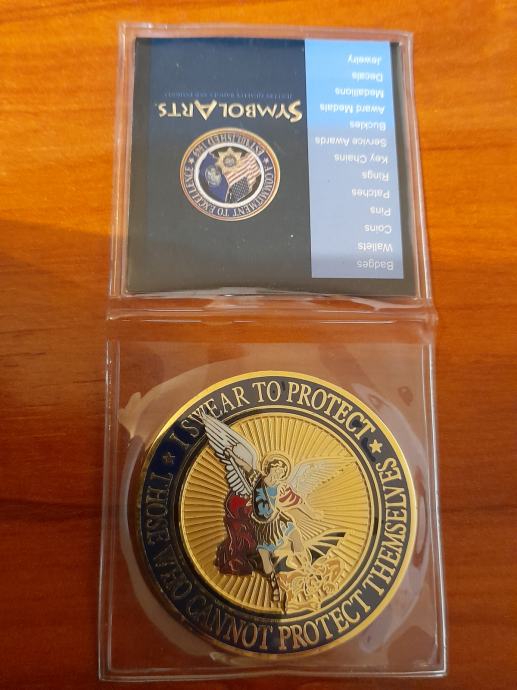 SYMBOLARTS
A COMMITMENT TO EXCELLENCE
Badges
Wallets
Coins
Pins
Patches
Rings
Key Chains
Service Awards
Buckles
Award Medals
Medallions
Decals
Jewelry
I SWEAR TO PROTECT
THOSE WHO CANNOT PROTECT THEMSELVES